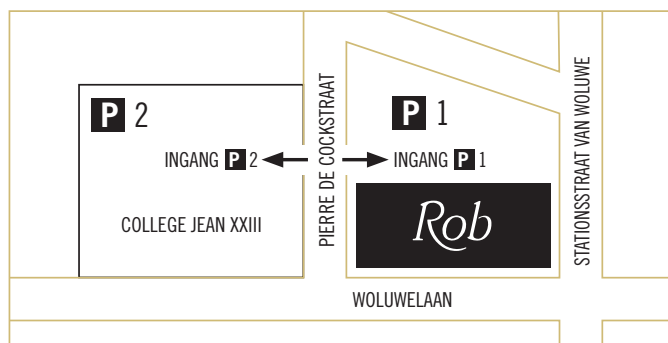 P 2
P 1
INGANG P 2
INGANG P 1
COLLEGE JEAN XXIII
PIERRE DE COCKSTRAAT
Rob
STATIONSSTRAAT VAN WOLUWE
WOLUWELAAN